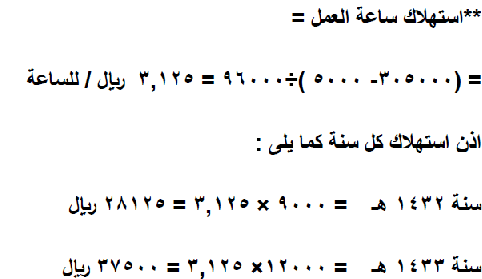 **استهلاك ساعة العمل =
= (٣٠٥٠٠٠- ٥٠٠٠ )÷٩٦٠٠٠ = ٣,١٢٥ ريال / للساعة
اذن استهلاك كل سنة كما يلى :
سنة ١٤٣٢ هـ = ٩٠٠٠ × ٣,١٢٥ = ٢٨١٢٥ ريال
سنة ١٤٣٣ هـ = ١٢٠٠٠× ٣,١٢٥ = ٣٧٥٠٠ ريال